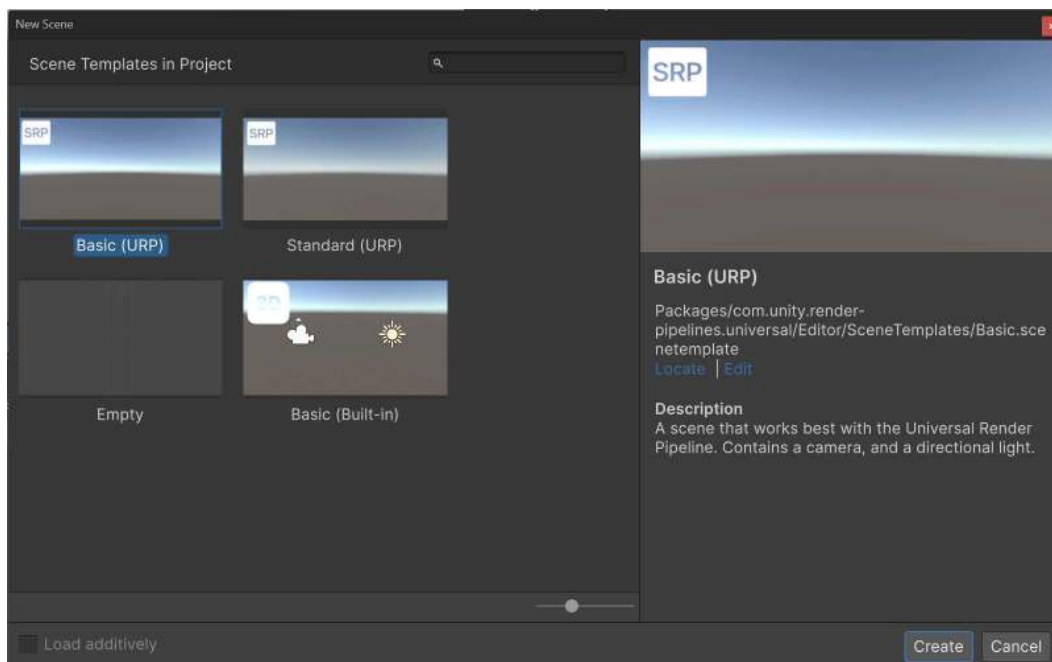 New Scene
Scene Templates in Project
SRP
SRP
Basic (URP)
Standard (URP)
Empty
Basic (Built-in)
SRP
Basic (URP)
Packages/com.unity.render-
pipelines.universal/Editor/SceneTemplates/Basic.sce
netemplate
Locate | Edit
Description
A scene that works best with the Universal Render
Pipeline. Contains a camera, and a directional light.
Load additively
Create
Cancel